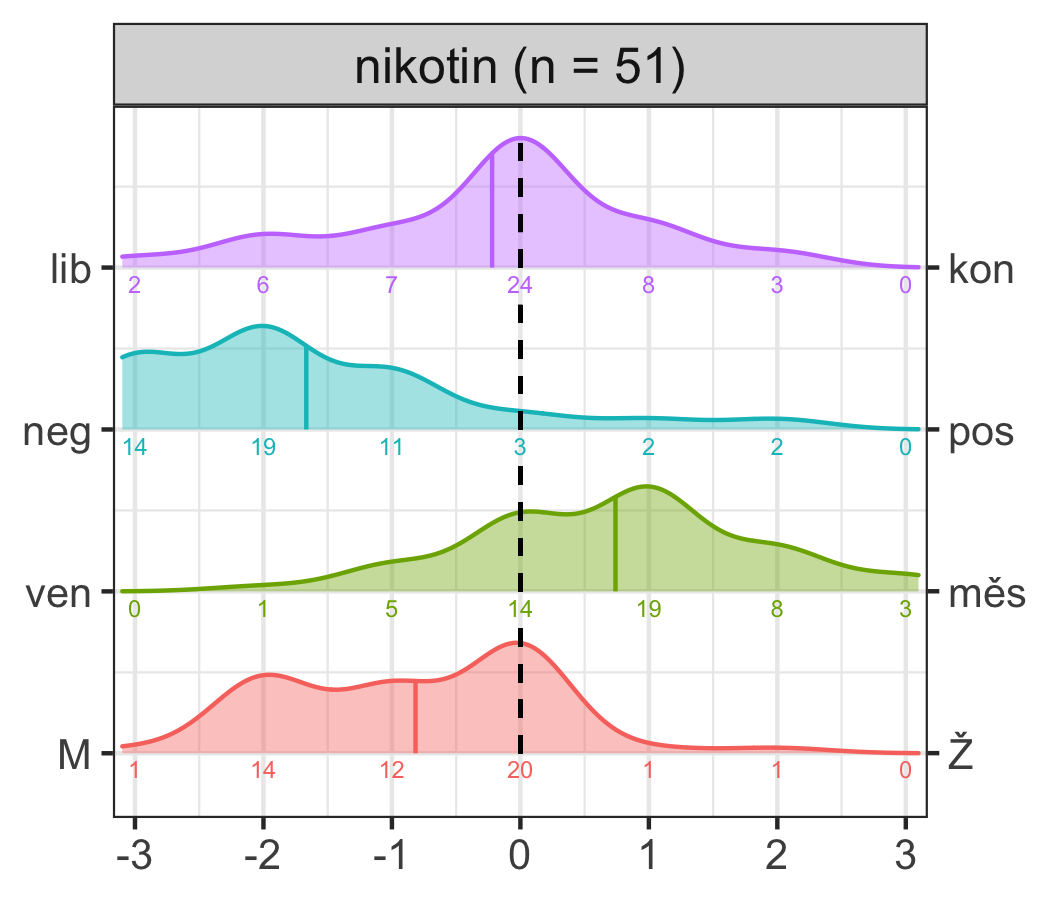 nikotin (n = 51)
lib kon
2 6 7 24 8 3 0
neg pos
14 19 11 3 2 2 0
ven měs
0 1 5 14 19 8 3
M Ž
1 14 12 20 1 1 0
-3 -2 -1 0 1 2 3